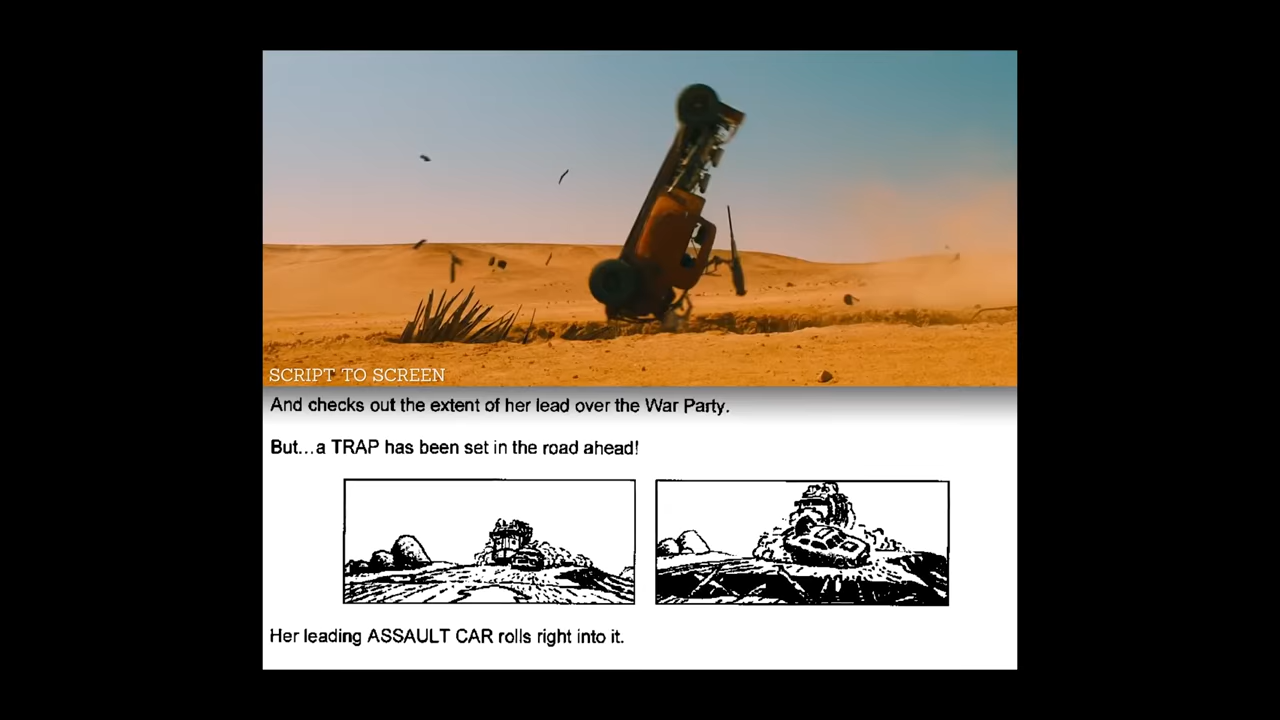 SCRIPT TO SCREEN
And checks out the extent of her lead over the War Party.
But...a TRAP has been set in the road ahead!
Her leading ASSAULT CAR rolls right into it.